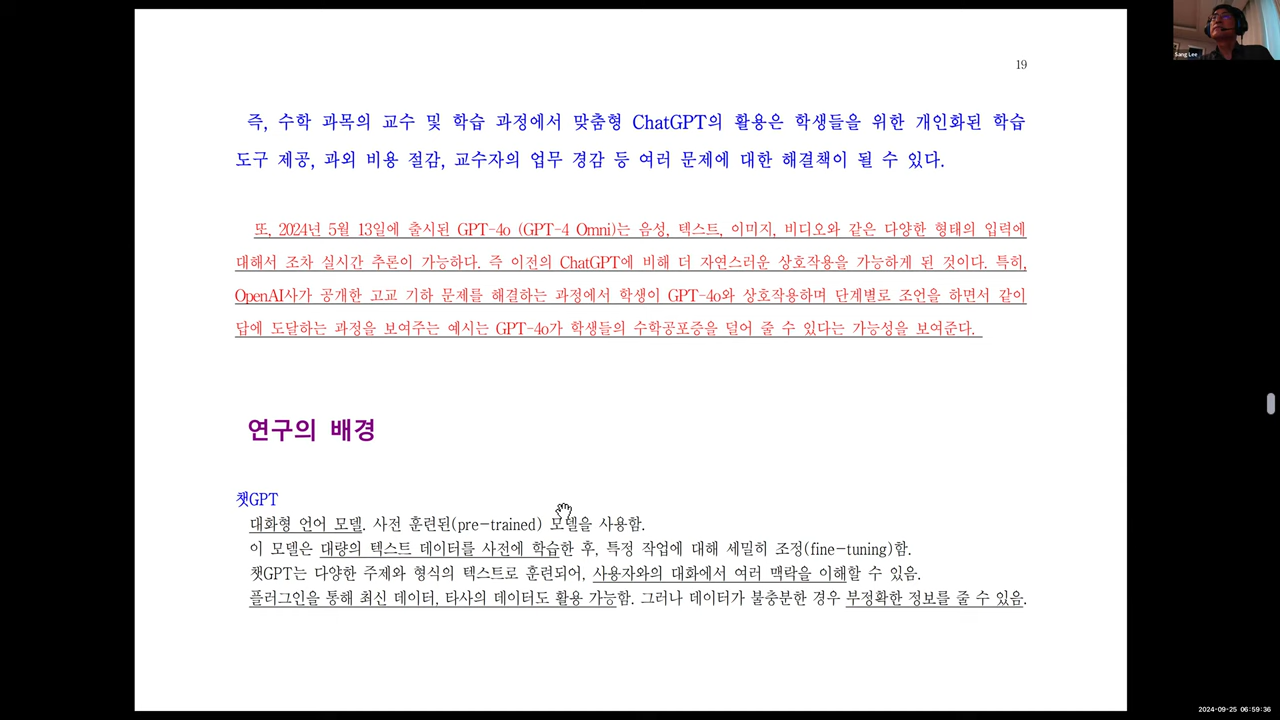 Sang Lee
19
즉, 수학 과목의 교수 및 학습 과정에서 맞춤형 ChatGPT의 활용은 학생들을 위한 개인화된 학습
도구 제공, 과외 비용 절감, 교수자의 업무 경감 등 여러 문제에 대한 해결책이 될 수 있다.
또, 2024년 5월 13일에 출시된 GPT-4o (GPT-4 Omni)는 음성, 텍스트, 이미지, 비디오와 같은 다양한 형태의 입력에
대해서 조차 실시간 추론이 가능하다. 즉 이전의 ChatGPT에 비해 더 자연스러운 상호작용을 가능하게 된 것이다. 특히,
OpenAI사가 공개한 고교 기하 문제를 해결하는 과정에서 학생이 GPT-4o와 상호작용하며 단계별로 조언을 하면서 같이
답에 도달하는 과정을 보여주는 예시는 GPT-4o가 학생들의 수학공포증을 덜어 줄 수 있다는 가능성을 보여준다.
연구의 배경
챗GPT
대화형 언어 모델. 사전 훈련된(pre-trained) 모델을 사용함.
이 모델은 대량의 텍스트 데이터를 사전에 학습한 후, 특정 작업에 대해 세밀히 조정(fine-tuning)함.
챗GPT는 다양한 주제와 형식의 텍스트로 훈련되어, 사용자와의 대화에서 여러 맥락을 이해할 수 있음.
플러그인을 통해 최신 데이터, 타사의 데이터도 활용 가능함. 그러나 데이터가 불충분한 경우 부정확한 정보를 줄 수 있음.
2024-09-25 06:59:36